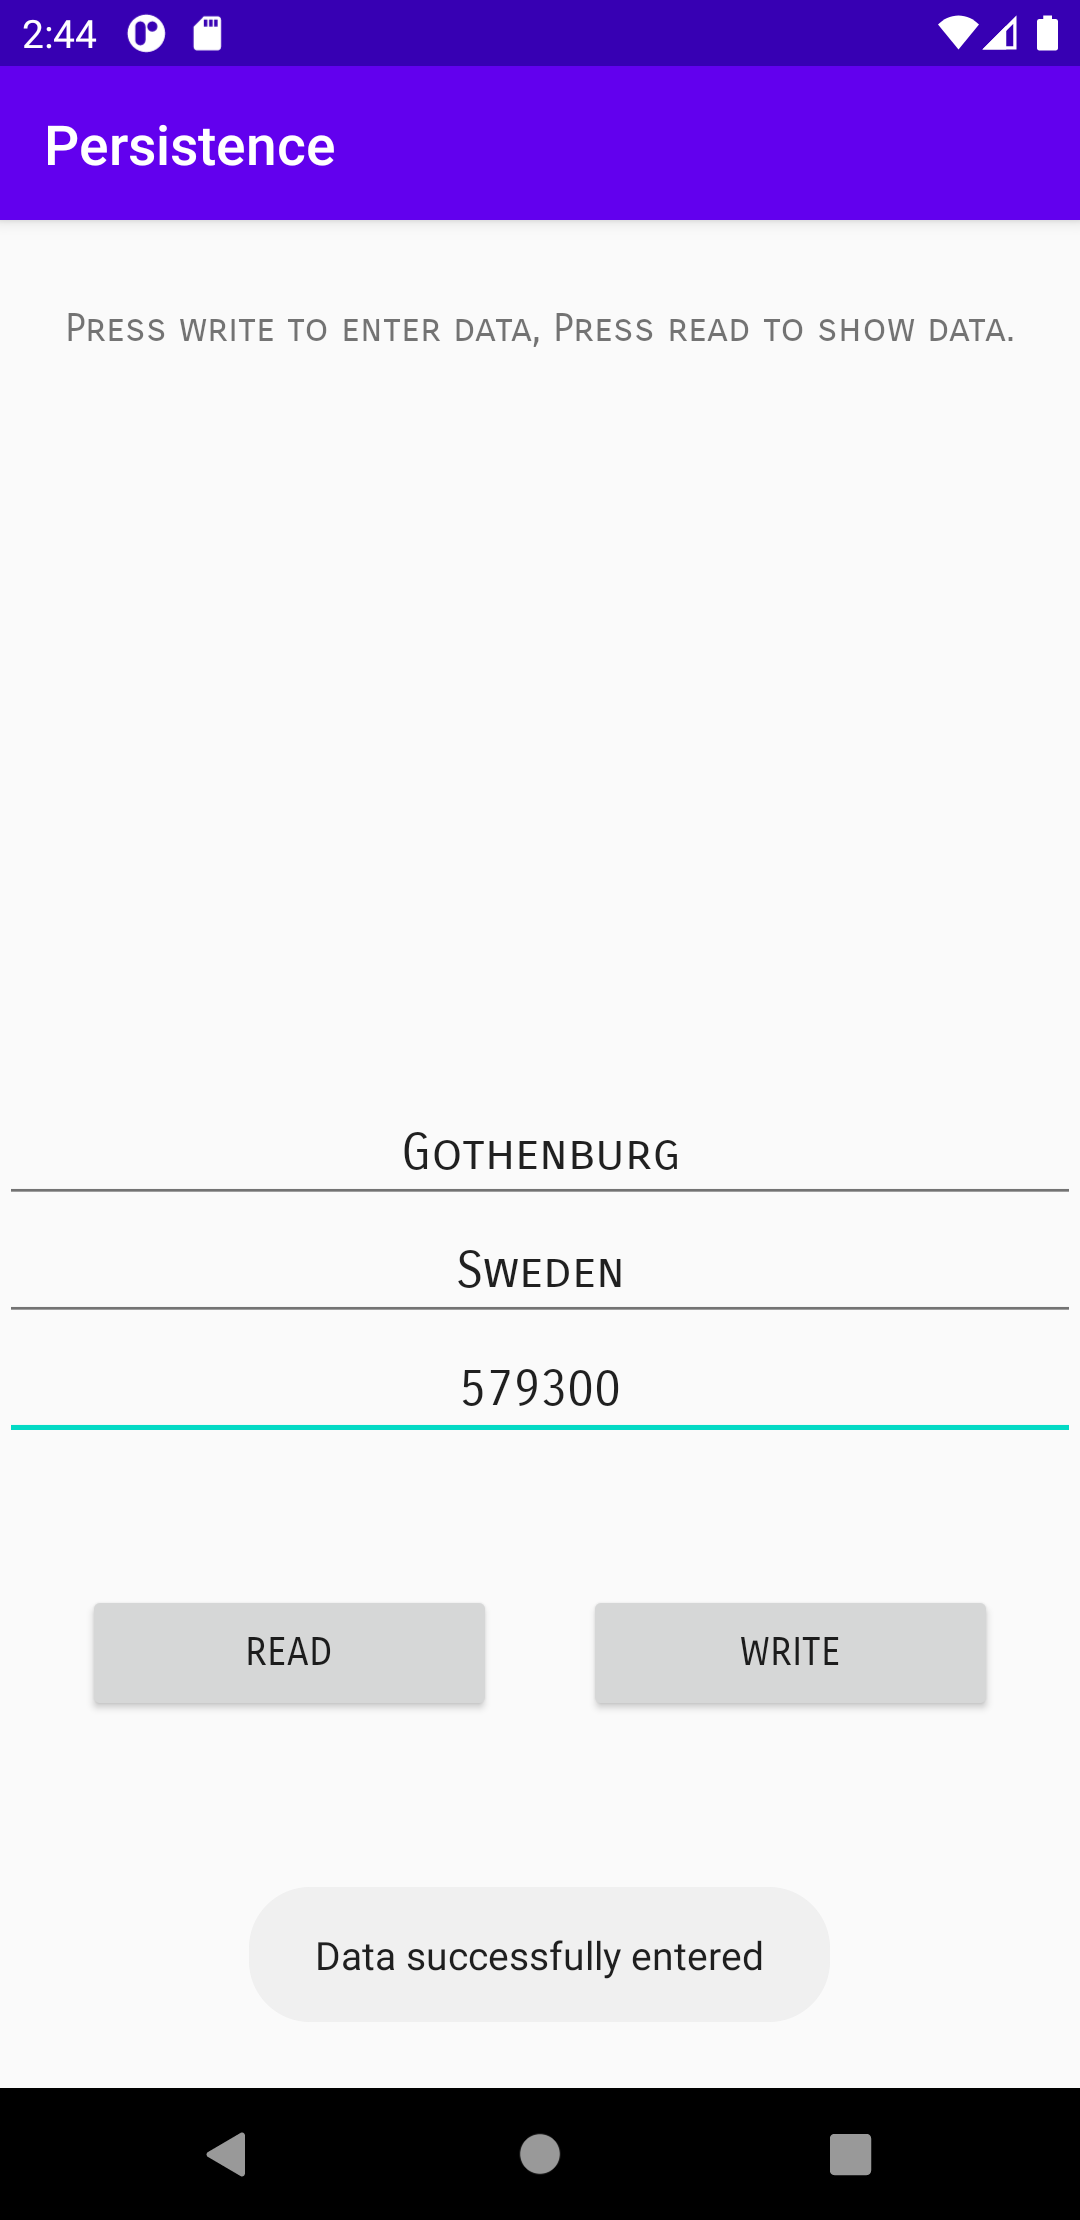 2:44
Persistence
Press write to enter data, Press read to show data.
Gothenburg
Sweden
579300
READ
WRITE
Data successfully entered